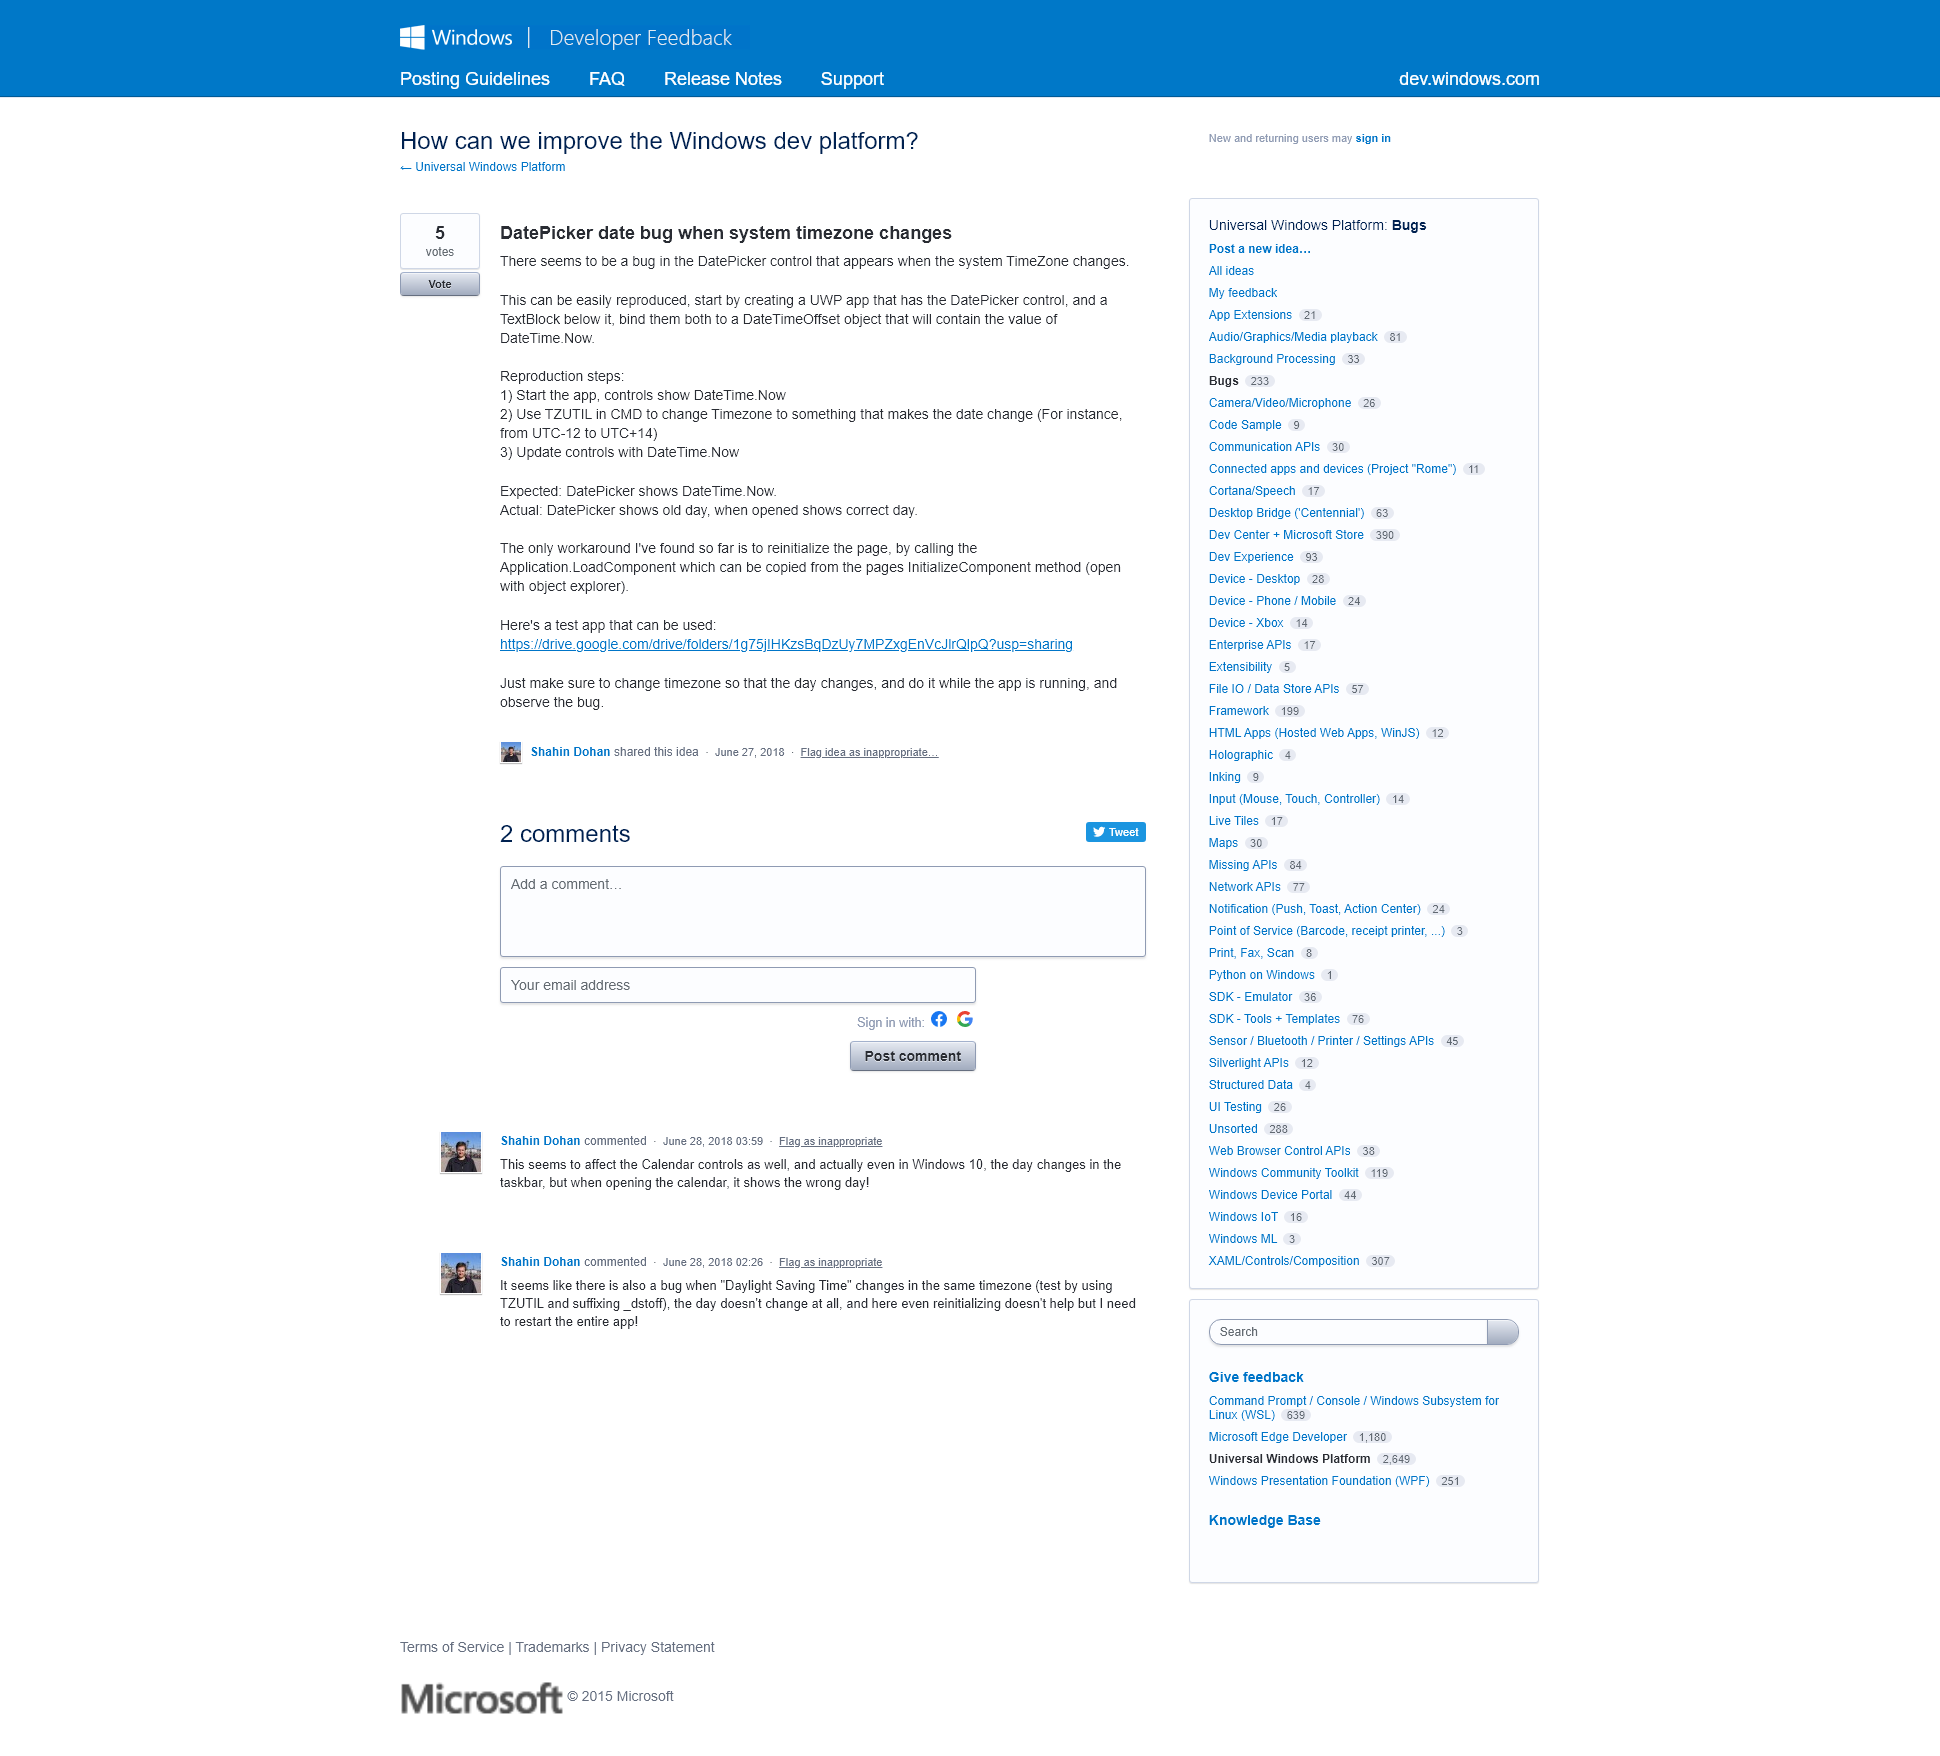 Windows | Developer Feedback
Posting Guidelines FAQ Release Notes Support dev.windows.com
How can we improve the Windows dev platform?
← Universal Windows Platform
New and returning users may sign in
5
votes
Vote
DatePicker date bug when system timezone changes
There seems to be a bug in the DatePicker control that appears when the system TimeZone changes.
This can be easily reproduced, start by creating a UWP app that has the DatePicker control, and a
TextBlock below it, bind them both to a DateTimeOffset object that will contain the value of
DateTime.Now.
Reproduction steps:
1) Start the app, controls show DateTime.Now
2) Use TZUTIL in CMD to change Timezone to something that makes the date change (For instance,
from UTC-12 to UTC+14)
3) Update controls with DateTime.Now
Expected: DatePicker shows DateTime.Now.
Actual: DatePicker shows old day, when opened shows correct day.
The only workaround I've found so far is to reinitialize the page, by calling the
Application.LoadComponent which can be copied from the pages InitializeComponent method (open
with object explorer).
Here's a test app that can be used:
https://drive.google.com/drive/folders/1g75jIHKzsBqDzUy7MPZxgEnVcJlrQlpQ?usp=sharing
Just make sure to change timezone so that the day changes, and do it while the app is running, and
observe the bug.
Shahin Dohan shared this idea · June 27, 2018 · Flag idea as inappropriate…
2 comments
Tweet
Add a comment…
Your email address
Sign in with:
Post comment
Shahin Dohan commented · June 28, 2018 03:59 · Flag as inappropriate
This seems to affect the Calendar controls as well, and actually even in Windows 10, the day changes in the
taskbar, but when opening the calendar, it shows the wrong day!
Shahin Dohan commented · June 28, 2018 02:26 · Flag as inappropriate
It seems like there is also a bug when "Daylight Saving Time" changes in the same timezone (test by using
TZUTIL and suffixing _dstoff), the day doesn't change at all, and here even reinitializing doesn't help but I need
to restart the entire app!
Universal Windows Platform: Bugs
Post a new idea…
All ideas
My feedback
App Extensions 21
Audio/Graphics/Media playback 81
Background Processing 33
Bugs 233
Camera/Video/Microphone 26
Code Sample 9
Communication APIs 30
Connected apps and devices (Project "Rome") 11
Cortana/Speech 17
Desktop Bridge ('Centennial') 63
Dev Center + Microsoft Store 390
Dev Experience 93
Device - Desktop 28
Device - Phone / Mobile 24
Device - Xbox 14
Enterprise APIs 17
Extensibility 5
File IO / Data Store APIs 57
Framework 199
HTML Apps (Hosted Web Apps, WinJS) 12
Holographic 4
Inking 9
Input (Mouse, Touch, Controller) 14
Live Tiles 17
Maps 30
Missing APIs 84
Network APIs 77
Notification (Push, Toast, Action Center) 24
Point of Service (Barcode, receipt printer, ...) 3
Print, Fax, Scan 8
Python on Windows 1
SDK - Emulator 36
SDK - Tools + Templates 76
Sensor / Bluetooth / Printer / Settings APIs 45
Silverlight APIs 12
Structured Data 4
UI Testing 26
Unsorted 288
Web Browser Control APIs 38
Windows Community Toolkit 119
Windows Device Portal 44
Windows IoT 16
Windows ML 3
XAML/Controls/Composition 307
Search
Give feedback
Command Prompt / Console / Windows Subsystem for
Linux (WSL) 639
Microsoft Edge Developer 1,180
Universal Windows Platform 2,649
Windows Presentation Foundation (WPF) 251
Knowledge Base
Terms of Service | Trademarks | Privacy Statement
Microsoft © 2015 Microsoft